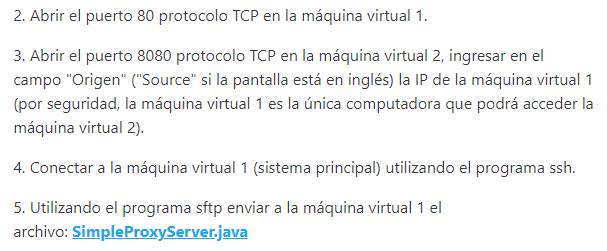 2. Abrir el puerto 80 protocolo TCP en la máquina virtual 1.
3. Abrir el puerto 8080 protocolo TCP en la máquina virtual 2, ingresar en el
campo "Origen" ("Source" si la pantalla está en inglés) la IP de la máquina virtual 1
(por seguridad, la máquina virtual 1 es la única computadora que podrá acceder la
máquina virtual 2).
4. Conectar a la máquina virtual 1 (sistema principal) utilizando el programa ssh.
5. Utilizando el programa sftp enviar a la máquina virtual 1 el
archivo: SimpleProxyServer.java